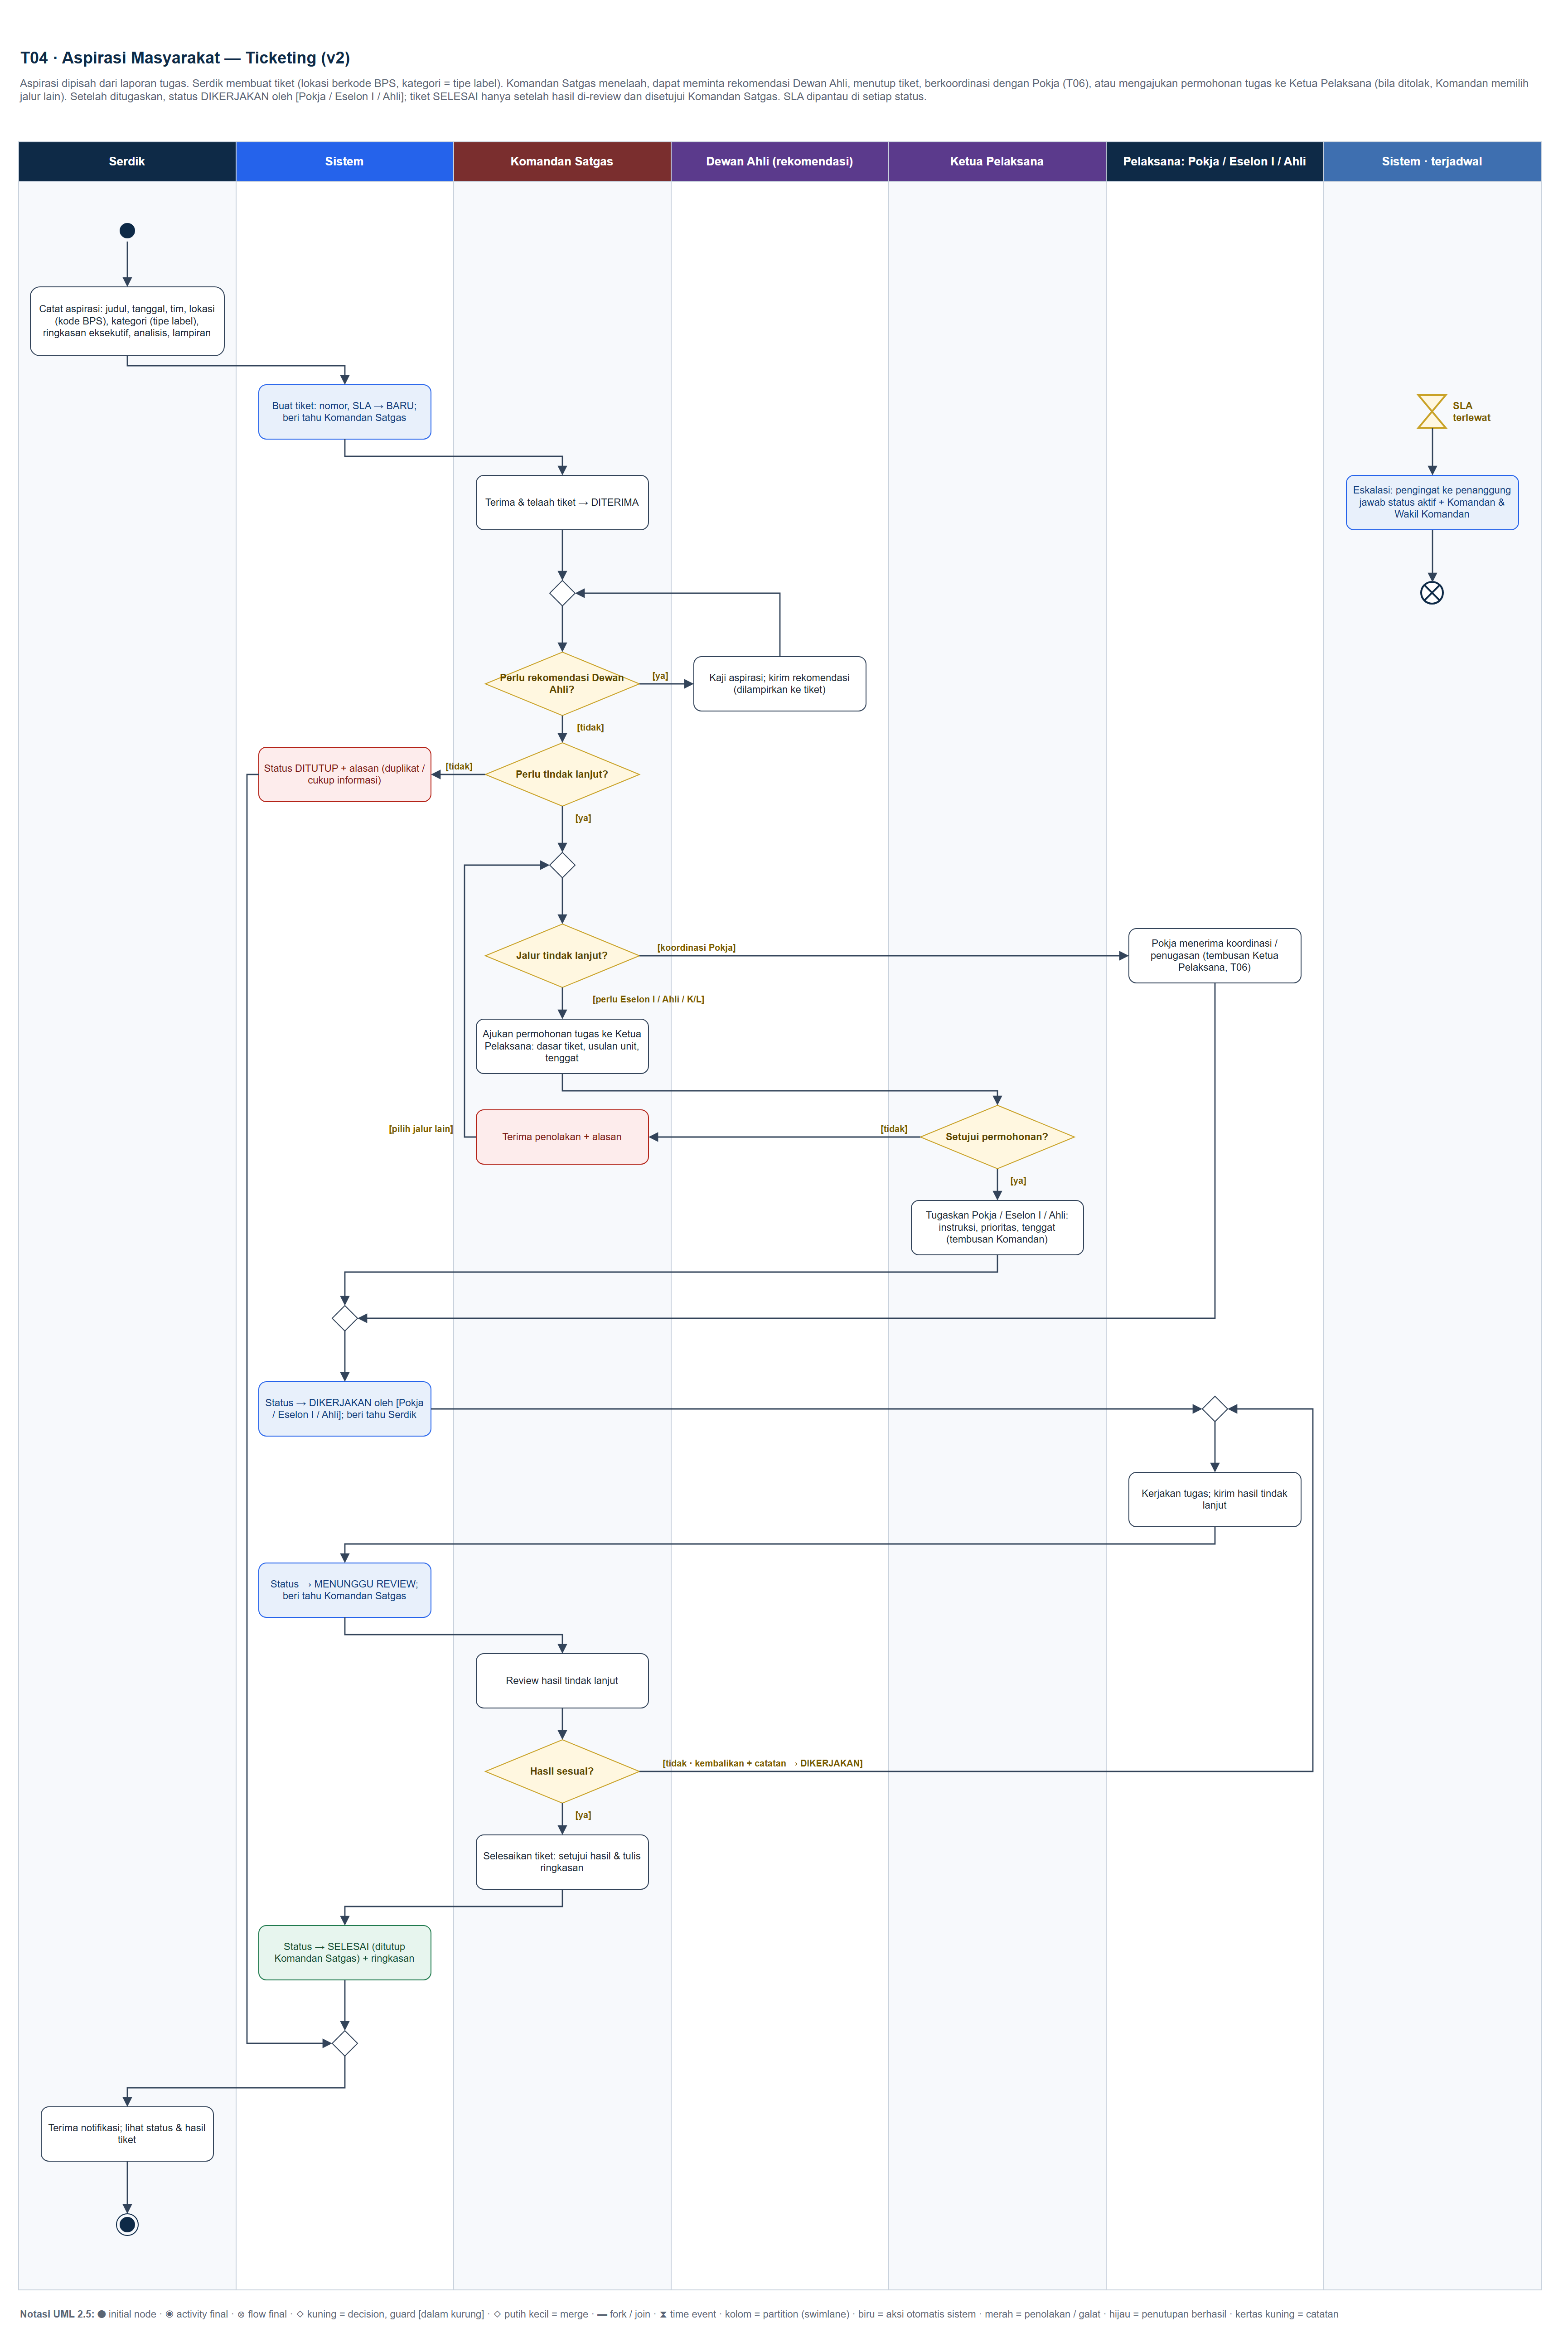 T04 · Aspirasi Masyarakat — Ticketing (v2)
Aspirasi dipisah dari laporan tugas. Serdik membuat tiket (lokasi berkode BPS, kategori = tipe label). Komandan Satgas menelaah, dapat meminta rekomendasi Dewan Ahli, menutup tiket, berkoordinasi dengan Pokja (T06), atau mengajukan permohonan tugas ke Ketua Pelaksana (bila ditolak, Komandan memilih
jalur lain). Setelah ditugaskan, status DIKERJAKAN oleh [Pokja / Eselon I / Ahli]; tiket SELESAI hanya setelah hasil di-review dan disetujui Komandan Satgas. SLA dipantau di setiap status.
Serdik
Sistem
Komandan Satgas
Dewan Ahli (rekomendasi)
Ketua Pelaksana
Pelaksana: Pokja / Eselon I / Ahli
Sistem · terjadwal
Catat aspirasi: judul, tanggal, tim, lokasi
(kode BPS), kategori (tipe label),
ringkasan eksekutif, analisis, lampiran
Buat tiket: nomor, SLA → BARU;
beri tahu Komandan Satgas
SLA
terlewat
Terima & telaah tiket → DITERIMA
Eskalasi: pengingat ke penanggung
jawab status aktif + Komandan &
Wakil Komandan
Perlu rekomendasi Dewan
Ahli?
[ya]
Kaji aspirasi; kirim rekomendasi
(dilampirkan ke tiket)
[tidak]
Status DITUTUP + alasan (duplikat /
cukup informasi)
[tidak]
Perlu tindak lanjut?
[ya]
Jalur tindak lanjut?
[koordinasi Pokja]
Pokja menerima koordinasi /
penugasan (tembusan Ketua
Pelaksana, T06)
[perlu Eselon I / Ahli / K/L]
Ajukan permohonan tugas ke Ketua
Pelaksana: dasar tiket, usulan unit,
tenggat
[pilih jalur lain]
Terima penolakan + alasan
[tidak]
Setujui permohonan?
[ya]
Tugaskan Pokja / Eselon I / Ahli:
instruksi, prioritas, tenggat
(tembusan Komandan)
Status → DIKERJAKAN oleh [Pokja
/ Eselon I / Ahli]; beri tahu Serdik
Kerjakan tugas; kirim hasil tindak
lanjut
Status → MENUNGGU REVIEW;
beri tahu Komandan Satgas
Review hasil tindak lanjut
Hasil sesuai?
[tidak · kembalikan + catatan → DIKERJAKAN]
[ya]
Selesaikan tiket: setujui hasil & tulis
ringkasan
Status → SELESAI (ditutup
Komandan Satgas) + ringkasan
Terima notifikasi; lihat status & hasil
tiket
Notasi UML 2.5: ● initial node · ◉ activity final · ⊗ flow final · ◇ kuning = decision, guard [dalam kurung] · ◇ putih kecil = merge · ▬ fork / join · ⧗ time event · kolom = partition (swimlane) · biru = aksi otomatis sistem · merah = penolakan / galat · hijau = penutupan berhasil · kertas kuning = catatan